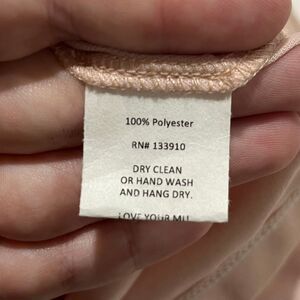 100% Polyester
RN# 133910
DRY CLEAN
OR HAND WASH
AND HANG DRY.
LOVE YOUR